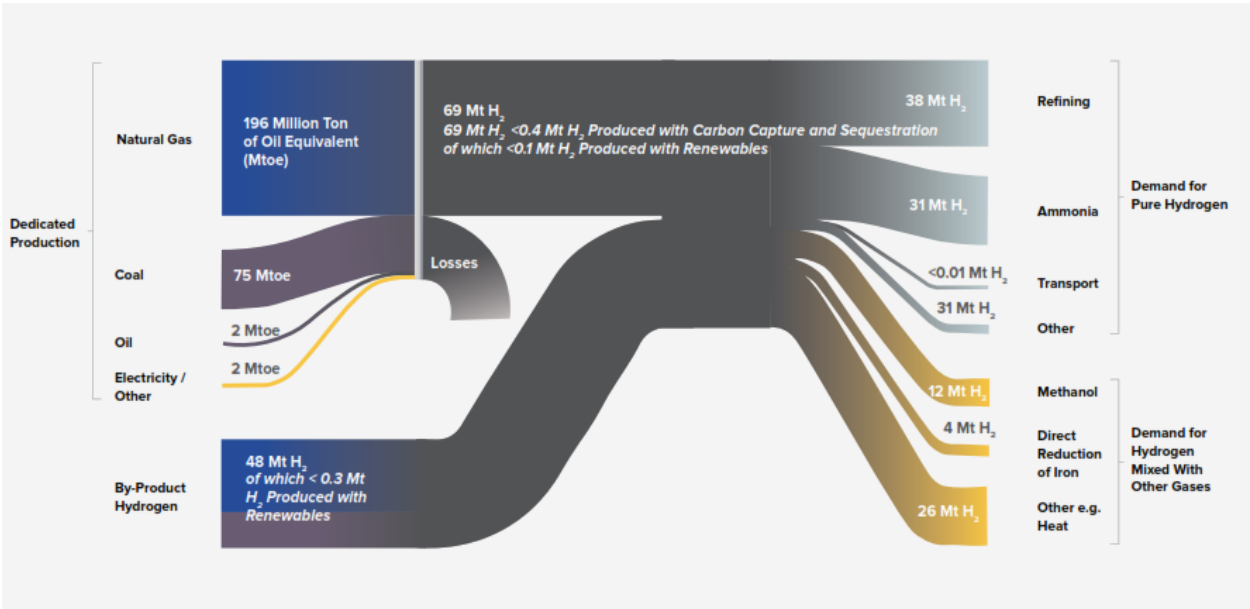 Dedicated
Production
Natural Gas
196 Million Ton
of Oil Equivalent
(Mtoe)
Coal
75 Mtoe
Oil
2 Mtoe
Electricity /
Other
2 Mtoe
By-Product
Hydrogen
48 Mt H2
of which < 0.3 Mt
H2 Produced with
Renewables
69 Mt H2
69 Mt H2 <0.4 Mt H2 Produced with Carbon Capture and Sequestration
of which <0.1 Mt H2 Produced with Renewables
Losses
38 Mt H2
Refining
31 Mt H2
Ammonia
<0.01 Mt H2
Transport
31 Mt H2
Other
Demand for
Pure Hydrogen
12 Mt H2
Methanol
4 Mt H2
Direct
Reduction
of Iron
26 Mt H2
Other e.g.
Heat
Demand for
Hydrogen
Mixed With
Other Gases